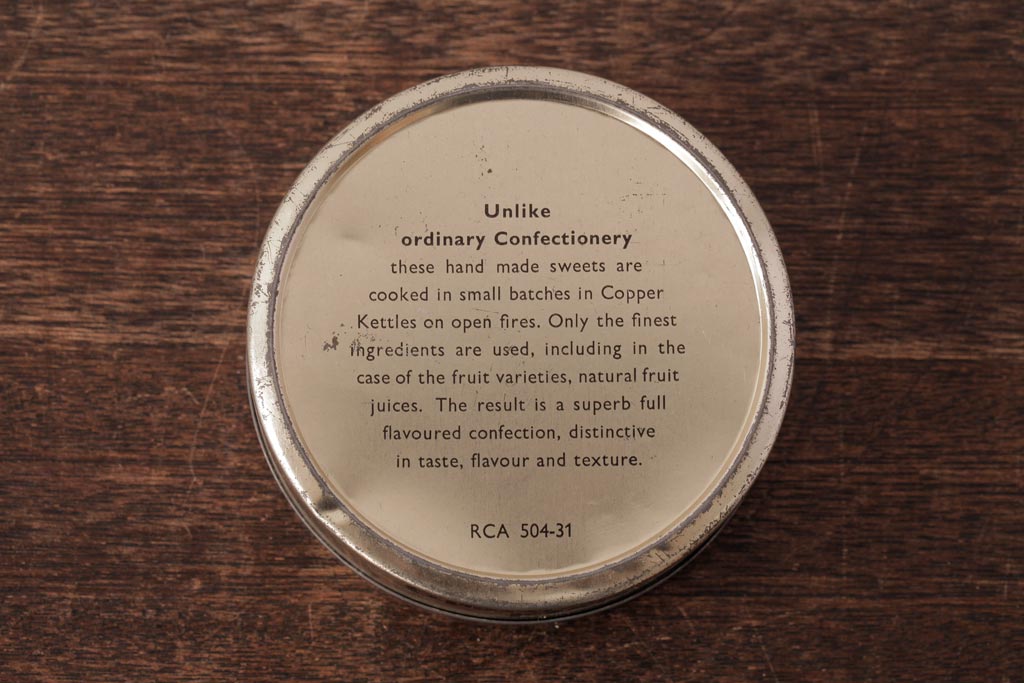 Unlike
ordinary Confectionery
these hand made sweets are
cooked in small batches in Copper
Kettles on open fires. Only the finest
ingredients are used, including in the
case of the fruit varieties, natural fruit
juices. The result is a superb full
flavoured confection, distinctive
in taste, flavour and texture.
RCA 504-31